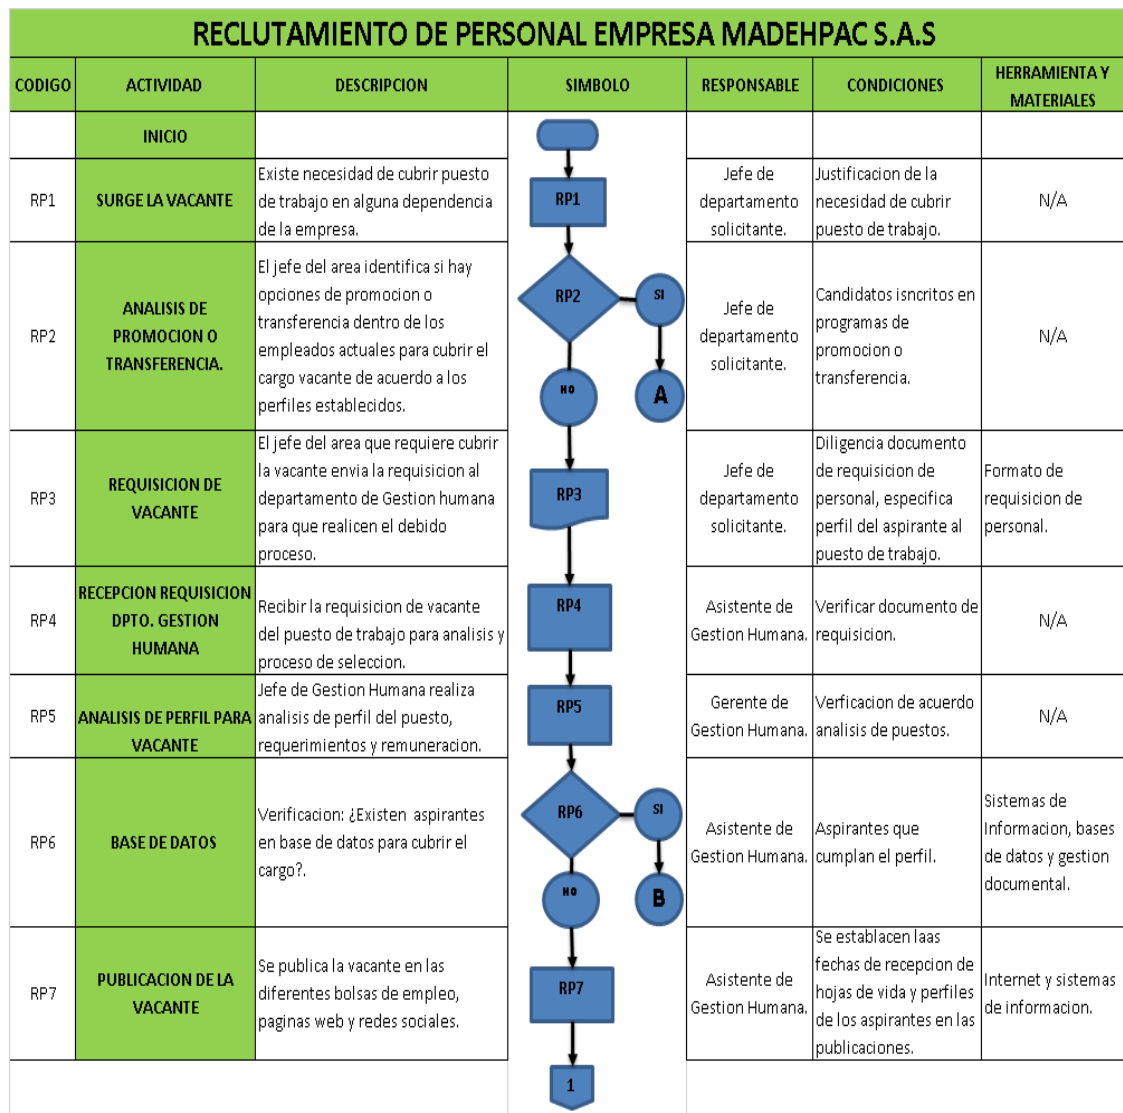 RECLUTAMIENTO DE PERSONAL EMPRESA MADEHPAC S.A.S
CODIGO
ACTIVIDAD
DESCRIPCION
SIMBOLO
RESPONSABLE
CONDICIONES
HERRAMIENTA Y
MATERIALES
INICIO
RP1
SURGE LA VACANTE
Existe necesidad de cubrir puesto
de trabajo en alguna dependencia
de la empresa.
RP1
Jefe de
departamento
solicitante.
Justificacion de la
necesidad de cubrir
puesto de trabajo.
N/A
RP2
ANALISIS DE
PROMOCION O
TRANSFERENCIA.
El jefe del area identifica si hay
opciones de promocion o
transferencia dentro de los
empleados actuales para cubrir el
cargo vacante de acuerdo a los
perfiles establecidos.
RP2
SI
NO
A
Jefe de
departamento
solicitante.
Candidatos isncritos en
programas de
promocion o
transferencia.
N/A
RP3
REQUISICION DE
VACANTE
El jefe del area que requiere cubrir
la vacante envia la requisicion al
departamento de Gestion humana
para que realicen el debido
proceso.
RP3
Jefe de
departamento
solicitante.
Diligencia documento
de requisicion de
personal, especifica
perfil del aspirante al
puesto de trabajo.
Formato de
requisicion de
personal.
RP4
RECEPCION REQUISICION
DPTO. GESTION
HUMANA
Recibir la requisicion de vacante
del puesto de trabajo para analisis y
proceso de seleccion.
RP4
Asistente de
Gestion Humana.
Verificar documento de
requisicion.
N/A
RP5
ANALISIS DE PERFIL PARA
VACANTE
Jefe de Gestion Humana realiza
analisis de perfil del puesto,
requerimientos y remuneracion.
RP5
Gerente de
Gestion Humana.
Verficacion de acuerdo
analisis de puestos.
N/A
RP6
BASE DE DATOS
Verificacion: ¿Existen aspirantes
en base de datos para cubrir el
cargo?.
RP6
SI
NO
B
Asistente de
Gestion Humana.
Aspirantes que
cumplan el perfil.
Sistemas de
Informacion, bases
de datos y gestion
documental.
RP7
PUBLICACION DE LA
VACANTE
Se publica la vacante en las
diferentes bolsas de empleo,
paginas web y redes sociales.
RP7
Asistente de
Gestion Humana.
Se establacen laas
fechas de recepcion de
hojas de vida y perfiles
de los aspirantes en las
publicaciones.
Internet y sistemas
de informacion.
1